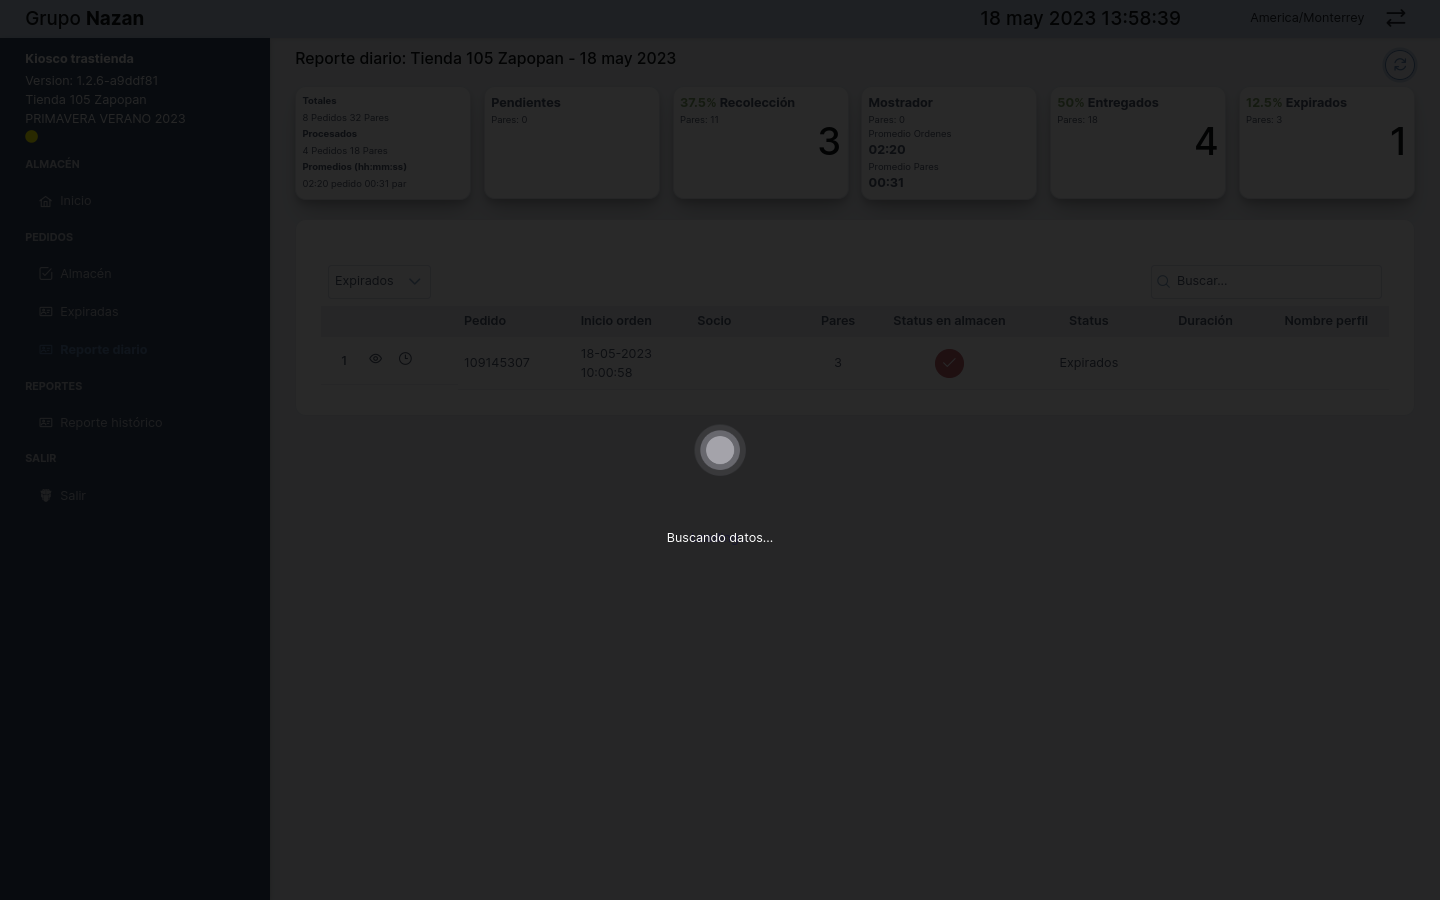 Grupo Nazan
18 may 2023 13:58:39
America/Monterrey
Kiosco trastienda
Version: 1.2.6-a9ddf81
Tienda 105 Zapopan
PRIMAVERA VERANO 2023
ALMACÉN
Inicio
PEDIDOS
Almacén
Expiradas
Reporte diario
REPORTES
Reporte histórico
SALIR
Salir
Reporte diario: Tienda 105 Zapopan - 18 may 2023
Totales
8 Pedidos 32 Pares
Procesados
4 Pedidos 18 Pares
Promedios (hh:mm:ss)
02:20 pedido 00:31 par
Pendientes
Pares: 0
37.5% Recolección
Pares: 11
3
Mostrador
Pares: 0
Promedio Ordenes
02:20
Promedio Pares
00:31
50% Entregados
Pares: 18
4
12.5% Expirados
Pares: 3
1
Expirados
Buscar...
Pedido Inicio orden Socio Pares Status en almacen Status Duración Nombre perfil
1 109145307 18-05-2023 10:00:58 3 Expirados
Buscando datos...